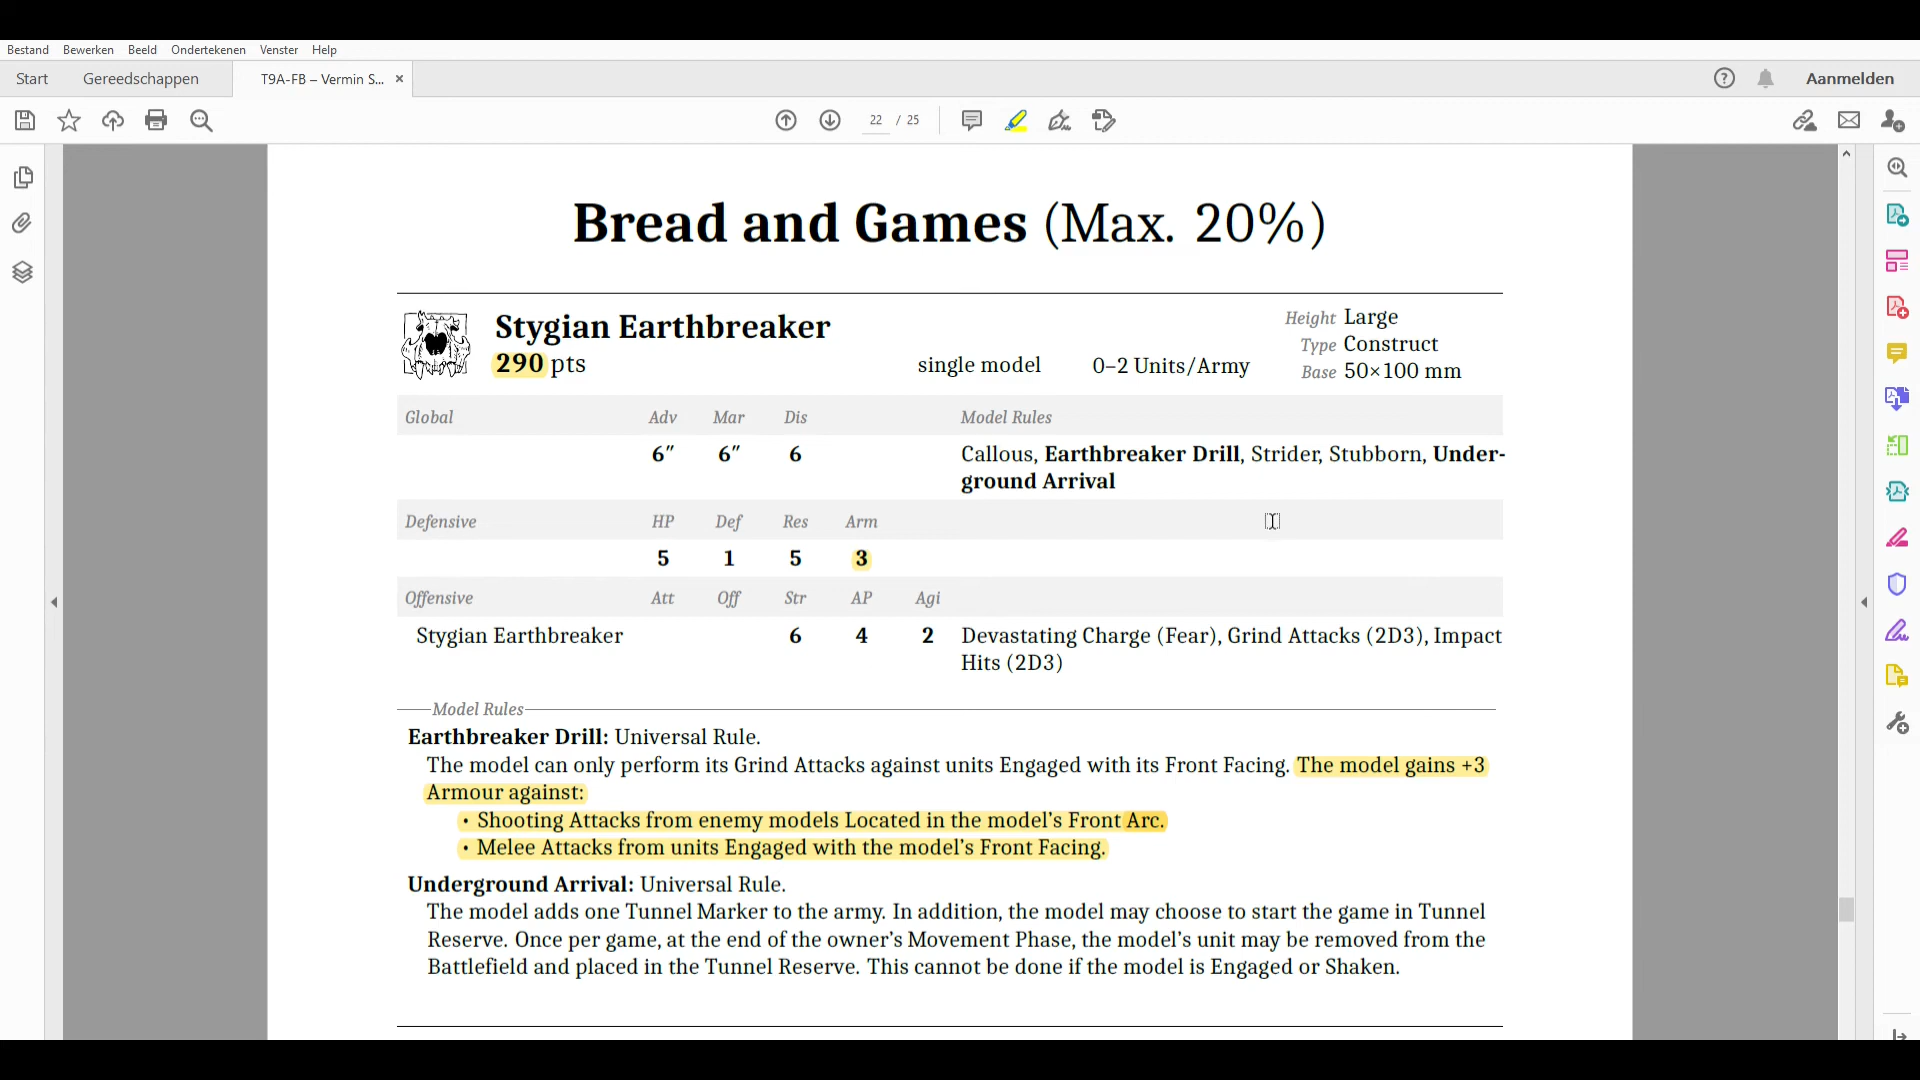 Bestand Bewerken Beeld Ondertekenen Venster Help
Start Gereedschappen T9A-FB – Vermin S... × Aanmelden
22 / 25
Bread and Games (Max. 20%)
Stygian Earthbreaker
290 pts single model 0–2 Units/Army
Height Large
Type Construct
Base 50×100 mm
Global Adv Mar Dis Model Rules
6″ 6″ 6 Callous, Earthbreaker Drill, Strider, Stubborn, Under-
ground Arrival
Defensive HP Def Res Arm
5 1 5 3
Offensive Att Off Str AP Agi
Stygian Earthbreaker 6 4 2 Devastating Charge (Fear), Grind Attacks (2D3), Impact
Hits (2D3)
Model Rules
Earthbreaker Drill: Universal Rule.
The model can only perform its Grind Attacks against units Engaged with its Front Facing. The model gains +3
Armour against:
• Shooting Attacks from enemy models Located in the model’s Front Arc.
• Melee Attacks from units Engaged with the model’s Front Facing.
Underground Arrival: Universal Rule.
The model adds one Tunnel Marker to the army. In addition, the model may choose to start the game in Tunnel
Reserve. Once per game, at the end of the owner’s Movement Phase, the model’s unit may be removed from the
Battlefield and placed in the Tunnel Reserve. This cannot be done if the model is Engaged or Shaken.